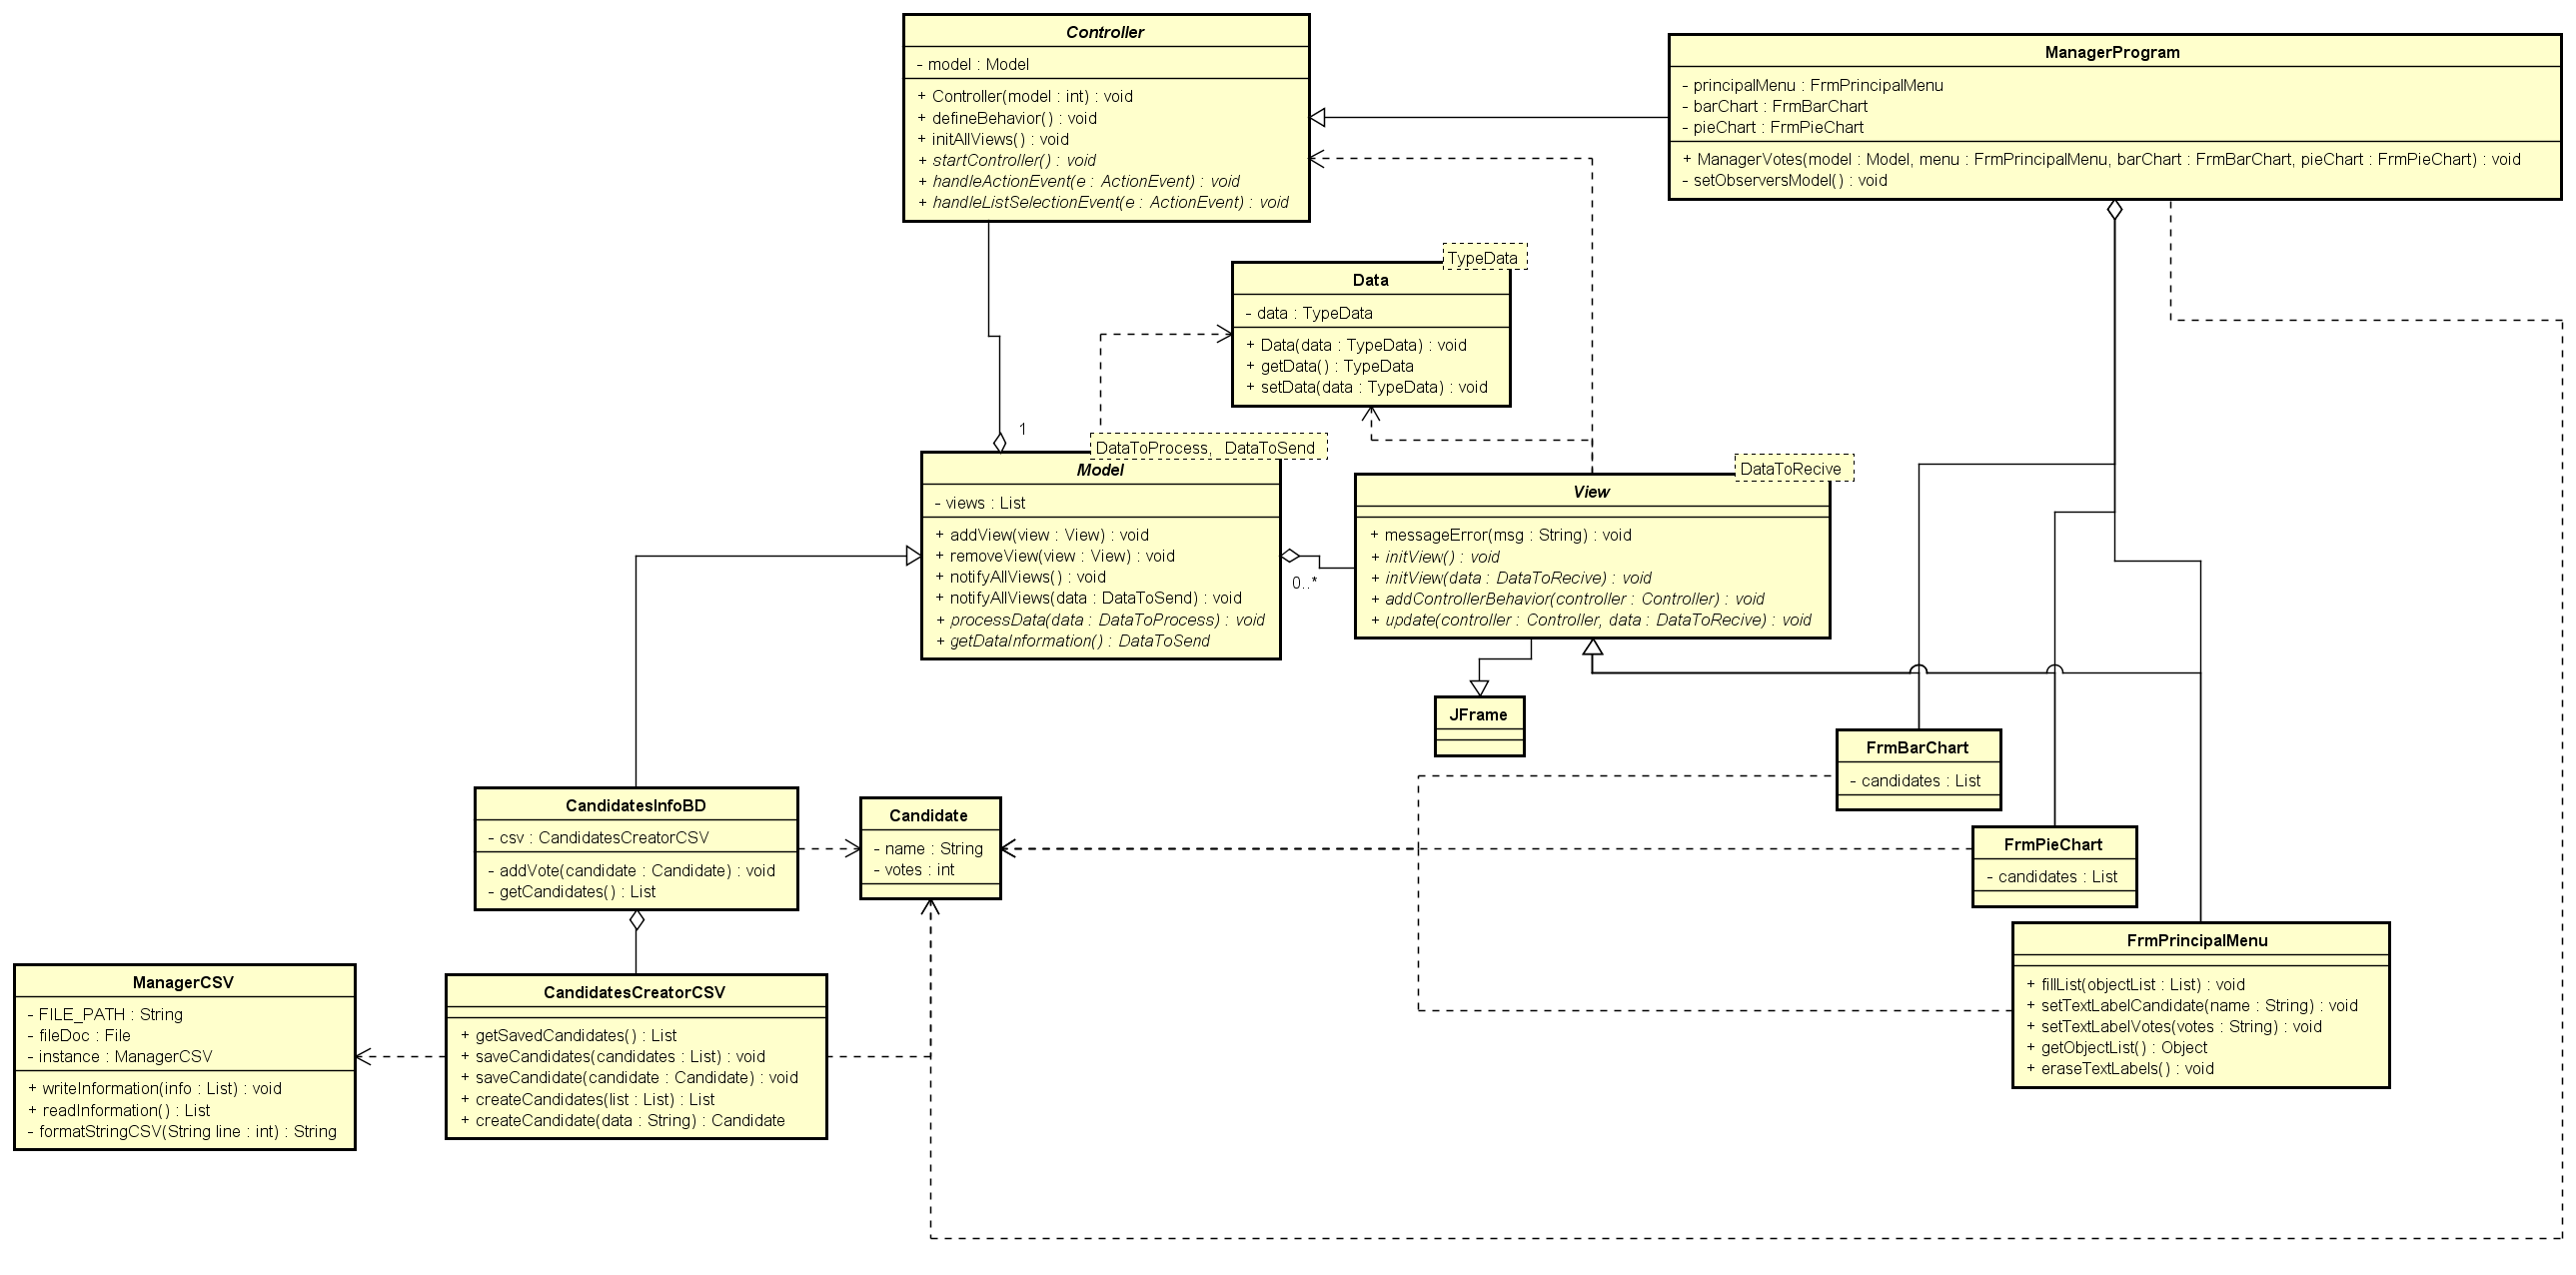 Controller
- model : Model
+ Controller(model : int) : void
+ defineBehavior() : void
+ initAllViews() : void
+ startController() : void
+ handleActionEvent(e : ActionEvent) : void
+ handleListSelectionEvent(e : ActionEvent) : void
ManagerProgram
- principalMenu : FrmPrincipalMenu
- barChart : FrmBarChart
- pieChart : FrmPieChart
+ ManagerVotes(model : Model, menu : FrmPrincipalMenu, barChart : FrmBarChart, pieChart : FrmPieChart) : void
- setObserversModel() : void
TypeData
Data
- data : TypeData
+ Data(data : TypeData) : void
+ getData() : TypeData
+ setData(data : TypeData) : void
1
DataToProcess, DataToSend
Model
- views : List
+ addView(view : View) : void
+ removeView(view : View) : void
+ notifyAllViews() : void
+ notifyAllViews(data : DataToSend) : void
+ processData(data : DataToProcess) : void
+ getDataInformation() : DataToSend
0..*
DataToRecive
View
+ messageError(msg : String) : void
+ initView() : void
+ initView(data : DataToRecive) : void
+ addControllerBehavior(controller : Controller) : void
+ update(controller : Controller, data : DataToRecive) : void
JFrame
FrmBarChart
- candidates : List
CandidatesInfoBD
- csv : CandidatesCreatorCSV
- addVote(candidate : Candidate) : void
- getCandidates() : List
Candidate
- name : String
- votes : int
FrmPieChart
- candidates : List
FrmPrincipalMenu
+ fillList(objectList : List) : void
+ setTextLabelCandidate(name : String) : void
+ setTextLabelVotes(votes : String) : void
+ getObjectList() : Object
+ eraseTextLabels() : void
ManagerCSV
- FILE_PATH : String
- fileDoc : File
- instance : ManagerCSV
+ writeInformation(info : List) : void
+ readInformation() : List
- formatStringCSV(String line : int) : String
CandidatesCreatorCSV
+ getSavedCandidates() : List
+ saveCandidates(candidates : List) : void
+ saveCandidate(candidate : Candidate) : void
+ createCandidates(list : List) : List
+ createCandidate(data : String) : Candidate